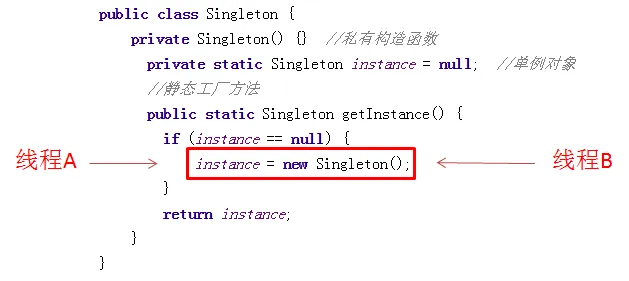 public class Singleton {
private Singleton() {}  //私有构造函数
private static Singleton instance = null;  //单例对象
//静态工厂方法
public static Singleton getInstance() {
if (instance == null) {
线程A instance = new Singleton(); 线程B
}
return instance;
}
}